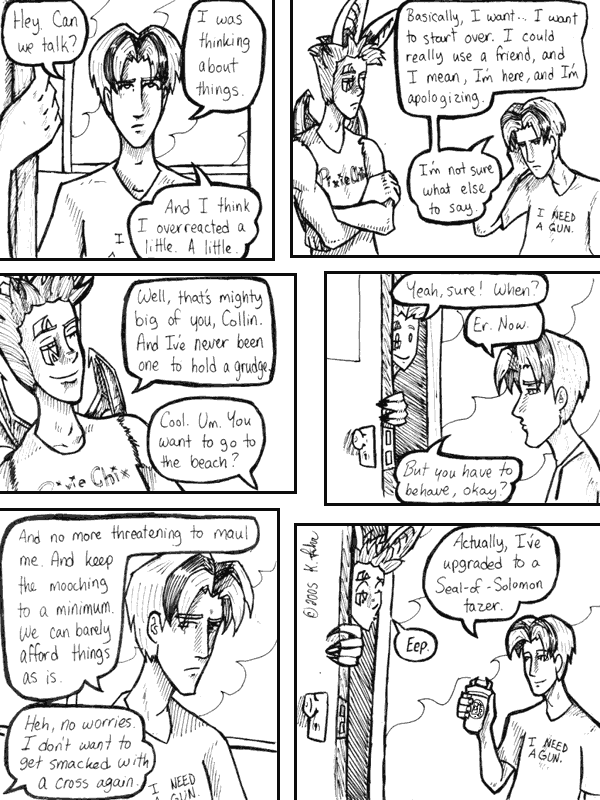 Hey. Can
we talk?
I was
thinking
about
things.
And I think
I overreacted a
little. A little.
I
Basically, I want... I want
to start over. I could
really use a friend, and
I mean, I'm here, and I'm
apologizing.
I'm not sure
what else
to say.
Pixie Chix
I NEED
A GUN.
Well, that's mighty
big of you, Collin.
And I've never been
one to hold a grudge.
Cool. Um. You
want to go to
the beach?
Pixie Chix
Yeah, sure! When?
Er. Now.
But you have to
behave, okay?
And no more threatening to maul
me. And keep
the mooching
to a minimum.
We can barely
afford things
as is.
Heh, no worries.
I don't want to
get smacked with
a cross again.
I NEED
A GUN.
Actually, I've
upgraded to a
Seal-of-Solomon
tazer.
Eep.
I NEED
A GUN.
©2005 K.